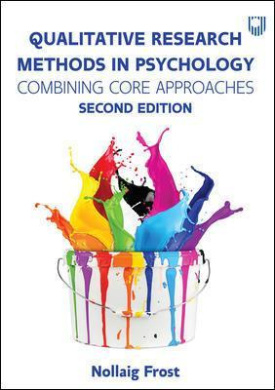 QUALITATIVE RESEARCH
METHODS IN PSYCHOLOGY
COMBINING CORE APPROACHES
SECOND EDITION
Nollaig Frost